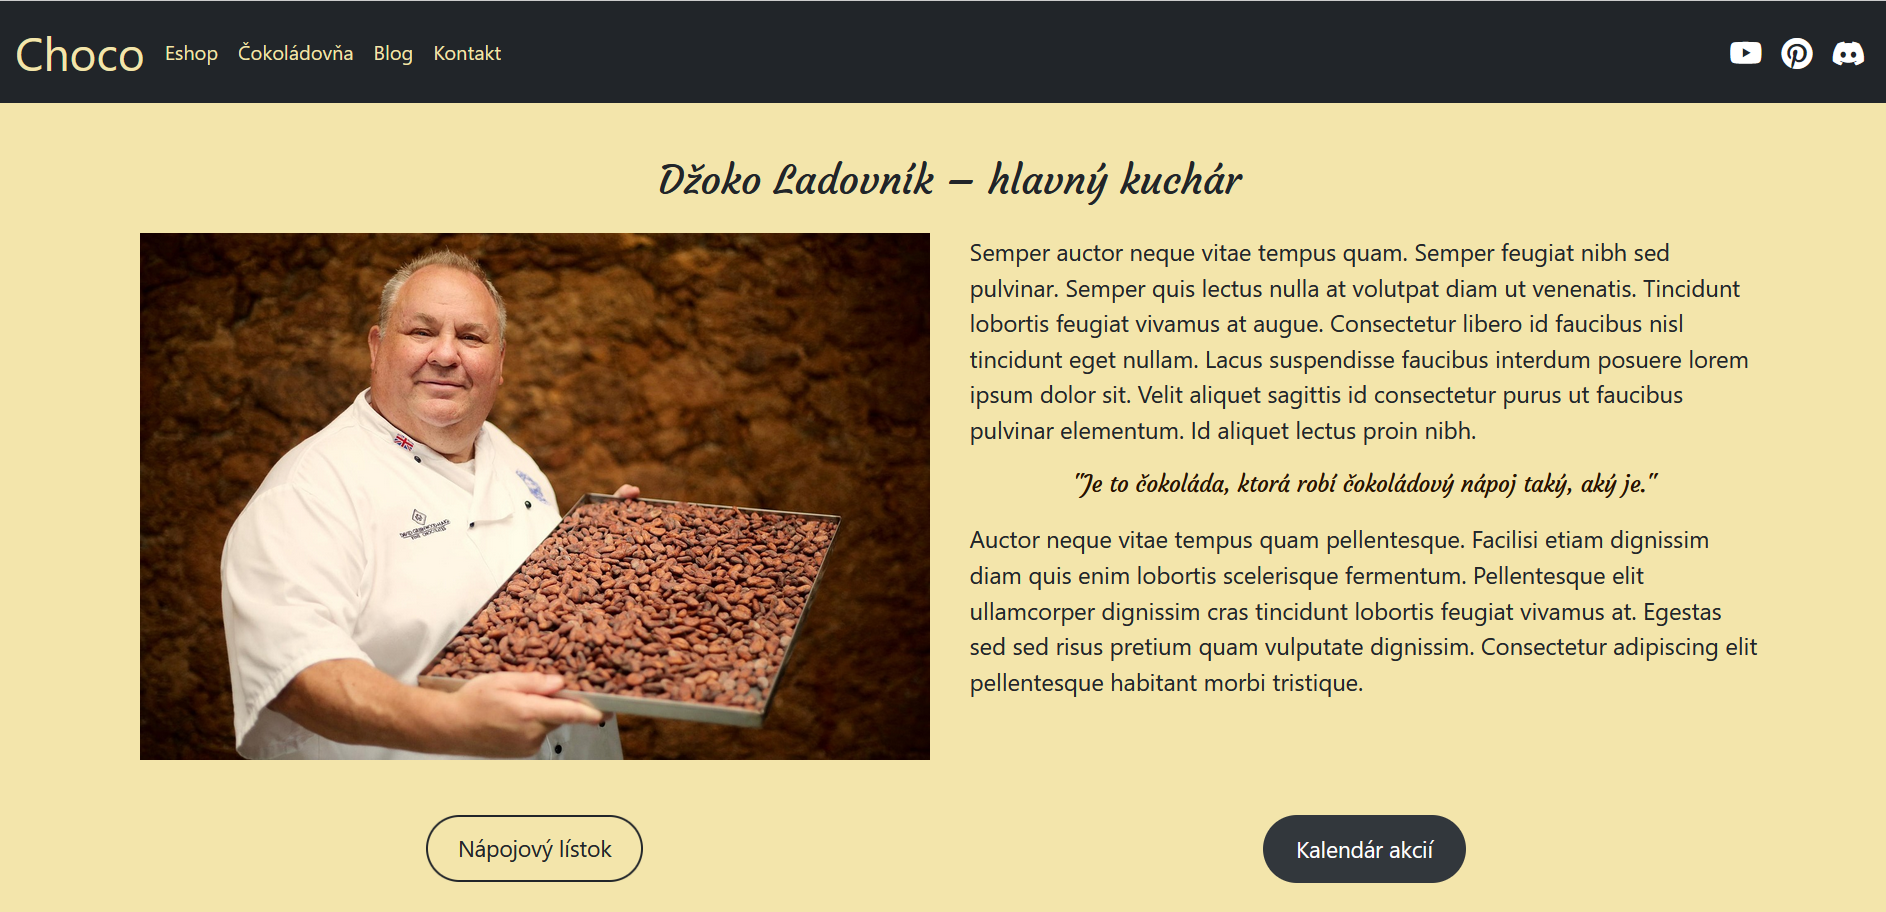 Choco Eshop Čokoládovňa Blog Kontakt
Džoko Ladovník – hlavný kuchár
Semper auctor neque vitae tempus quam. Semper feugiat nibh sed
pulvinar. Semper quis lectus nulla at volutpat diam ut venenatis. Tincidunt
lobortis feugiat vivamus at augue. Consectetur libero id faucibus nisl
tincidunt eget nullam. Lacus suspendisse faucibus interdum posuere lorem
ipsum dolor sit. Velit aliquet sagittis id consectetur purus ut faucibus
pulvinar elementum. Id aliquet lectus proin nibh.
"Je to čokoláda, ktorá robí čokoládový nápoj taký, aký je."
Auctor neque vitae tempus quam pellentesque. Facilisi etiam dignissim
diam quis enim lobortis scelerisque fermentum. Pellentesque elit
ullamcorper dignissim cras tincidunt lobortis feugiat vivamus at. Egestas
sed sed risus pretium quam vulputate dignissim. Consectetur adipiscing elit
pellentesque habitant morbi tristique.
Nápojový lístok
Kalendár akcií